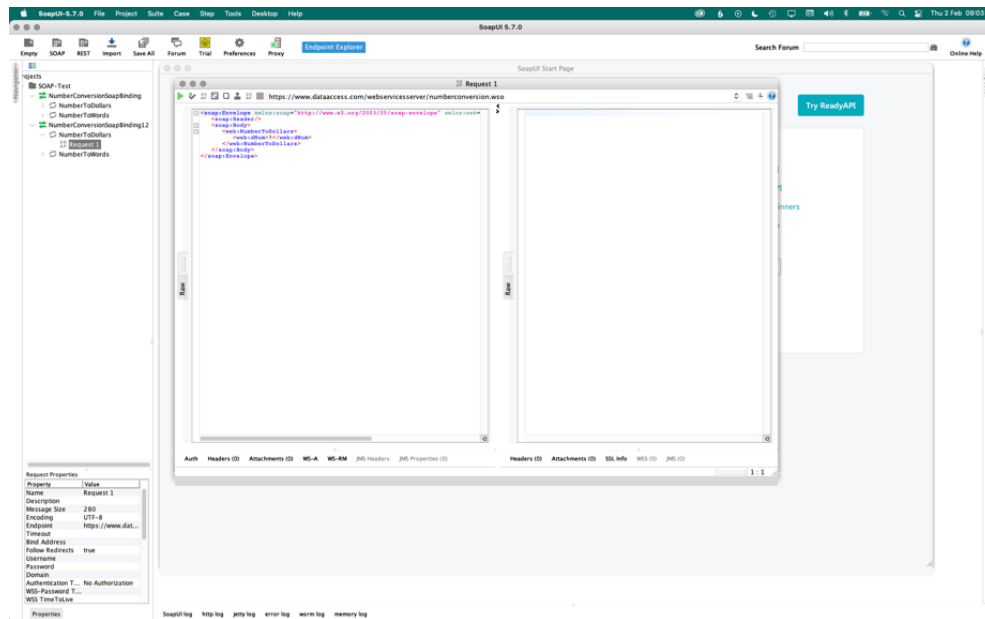 SoapUI-5.7.0 File Project Suite Case Step Tools Desktop Help Thu 2 Feb 09:03
SoapUI 5.7.0
Empty SOAP REST Import Save All Forum Trial Preferences Proxy Endpoint Explorer Search Forum Online Help
Navigator
rojects
SOAP-Test
NumberConversionSoapBinding
NumberToDollars
NumberToWords
NumberConversionSoapBinding12
NumberToDollars
Request 1
NumberToWords
SoapUI Start Page
Request 1
https://www.dataaccess.com/webservicesserver/numberconversion.wso
Try ReadyAPI
<soap:Envelope xmlns:soap="http://www.w3.org/2003/05/soap-envelope" xmlns:web=
<soap:Header/>
<soap:Body>
<web:NumberToDollars>
<web:dNum>?</web:dNum>
</web:NumberToDollars>
</soap:Body>
</soap:Envelope>
inners
Raw
Raw
Auth Headers (0) Attachments (0) WS-A WS-RM JMS Headers JMS Properties (0)
Headers (0) Attachments (0) SSL Info WSS (0) JMS (0)
1 : 1
Request Properties
Property Value
Name Request 1
Description
Message Size 280
Encoding UTF-8
Endpoint https://www.dat...
Timeout
Bind Address
Follow Redirects true
Username
Password
Domain
Authentication T... No Authorization
WSS-Password T...
WSS TimeToLive
Properties
SoapUI log http log jetty log error log wsrm log memory log